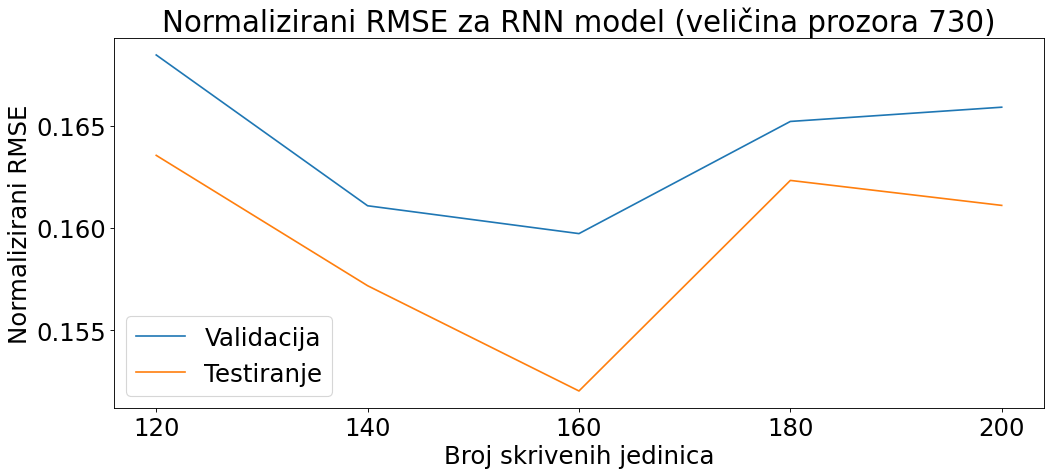 Normalizirani RMSE za RNN model (veličina prozora 730)
Normalizirani RMSE
0.165
0.160
0.155
Validacija
Testiranje
120 140 160 180 200
Broj skrivenih jedinica